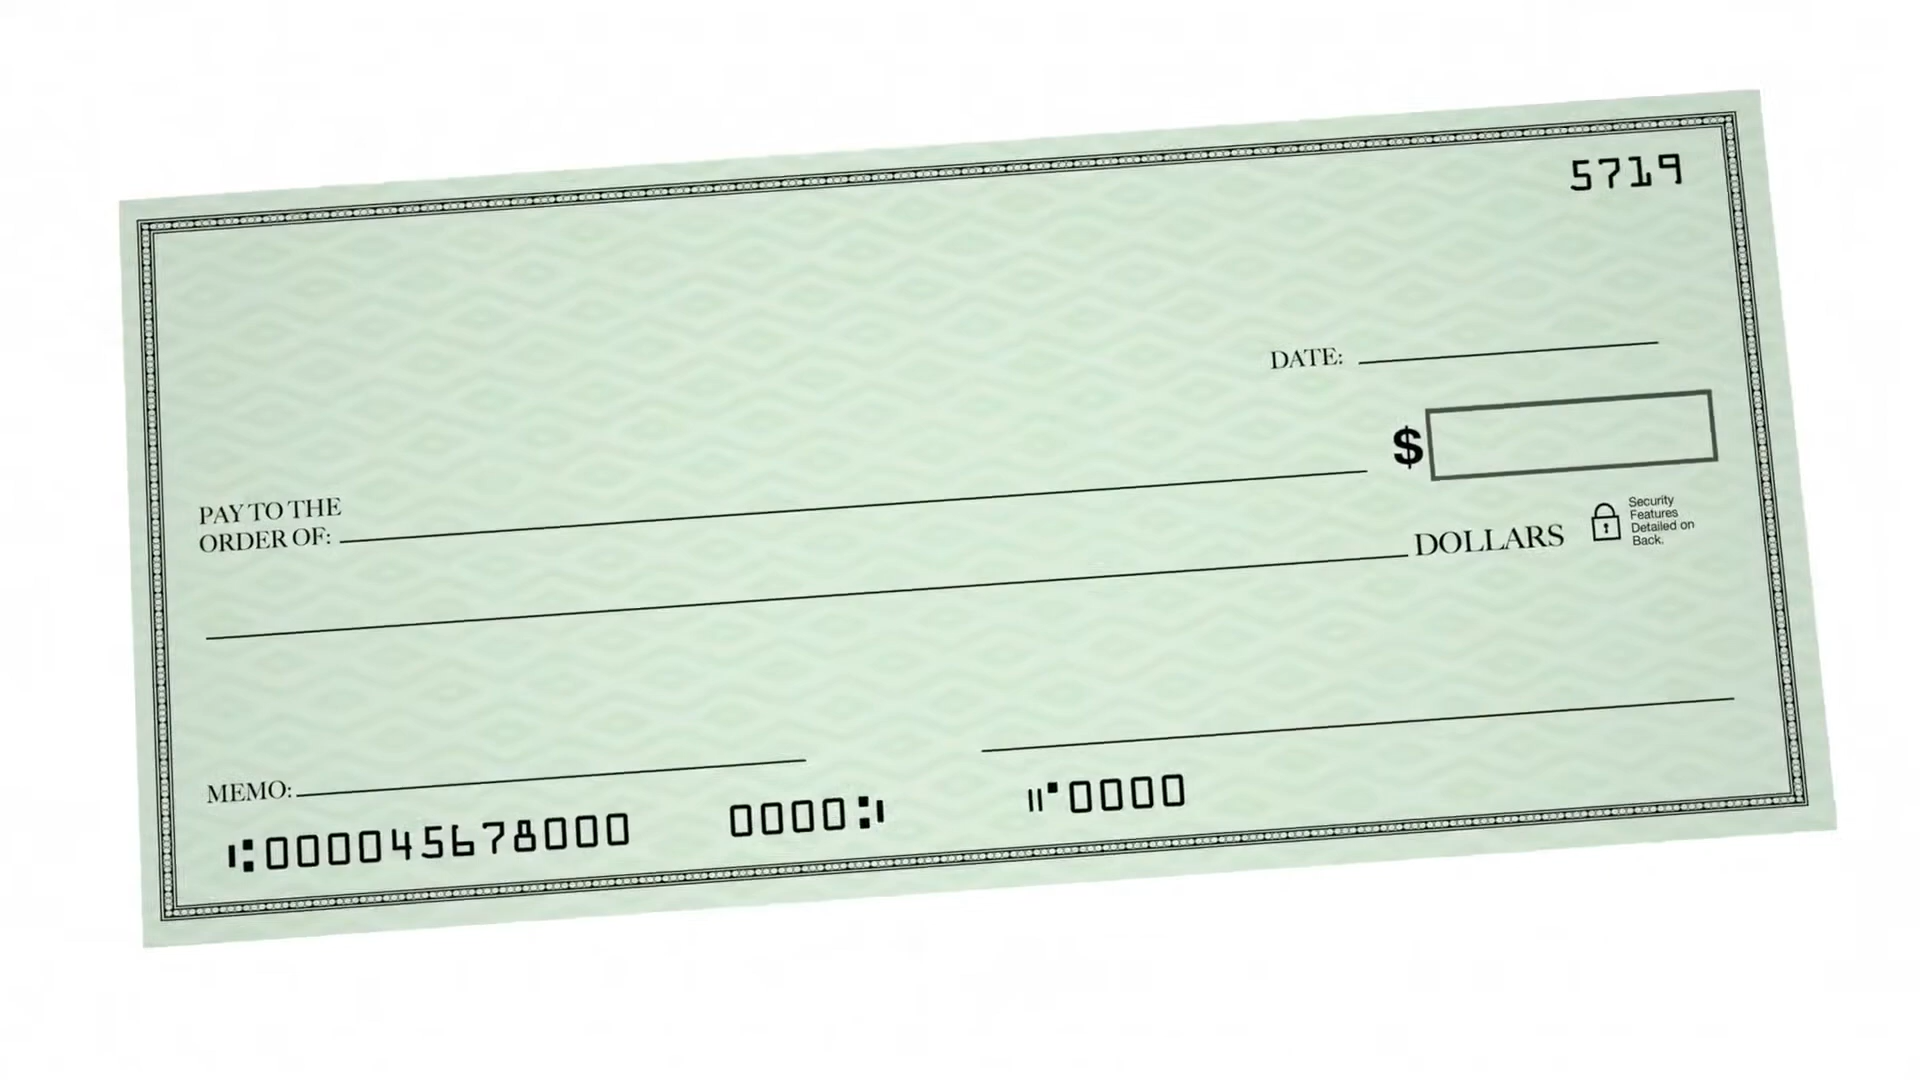 5719
DATE:
$
PAY TO THE
ORDER OF:
DOLLARS
Security
Features
Detailed on
Back.
MEMO:
⑆000045678000 0000⑆ ⑈0000